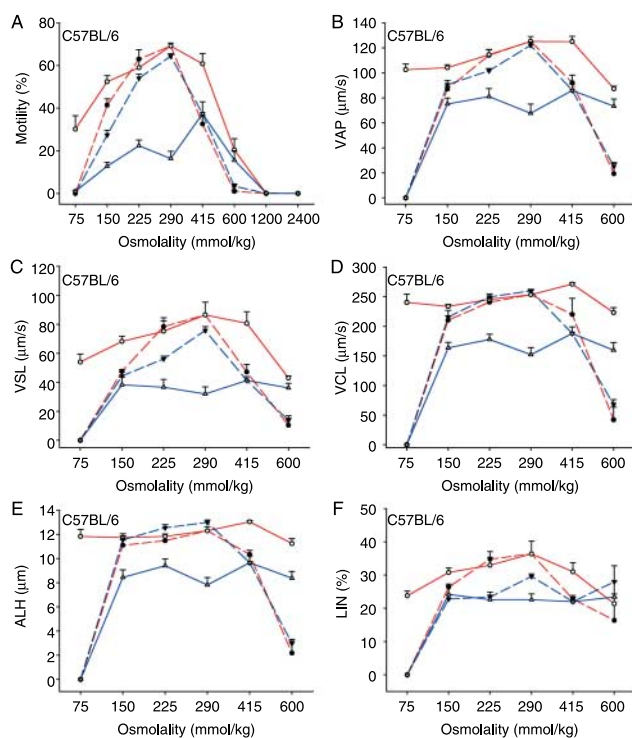 A
C57BL/6
Motility (%)
80
60
40
20
0
75 150 225 290 415 600 1200 2400
Osmolality (mmol/kg)
B
C57BL/6
VAP (μm/s)
140
120
100
80
60
40
20
0
75 150 225 290 415 600
Osmolality (mmol/kg)
C
C57BL/6
VSL (μm/s)
120
100
80
60
40
20
0
75 150 225 290 415 600
Osmolality (mmol/kg)
D
C57BL/6
VCL (μm/s)
300
250
200
150
100
50
0
75 150 225 290 415 600
Osmolality (mmol/kg)
E
C57BL/6
ALH (μm)
14
12
10
8
6
4
2
0
75 150 225 290 415 600
Osmolality (mmol/kg)
F
C57BL/6
LIN (%)
50
40
30
20
10
0
75 150 225 290 415 600
Osmolality (mmol/kg)